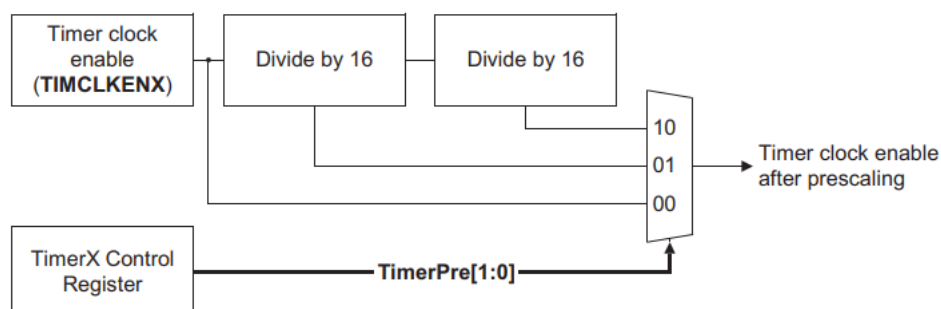 Timer clock
enable
(TIMCLKENX)
Divide by 16
Divide by 16
10
01
00
Timer clock enable
after prescaling
TimerX Control
Register
TimerPre[1:0]